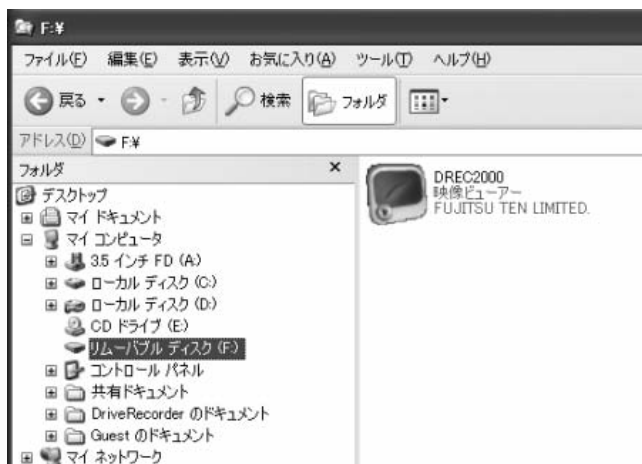 F:¥
ファイル(F) 編集(E) 表示(V) お気に入り(A) ツール(T) ヘルプ(H)
戻る 検索 フォルダ
アドレス(D) F:¥
フォルダ ×
デスクトップ
マイ ドキュメント
マイ コンピュータ
3.5 インチ FD (A:)
ローカル ディスク (C:)
ローカル ディスク (D:)
CD ドライブ (E:)
リムーバブル ディスク (F:)
コントロール パネル
共有ドキュメント
DriveRecorder のドキュメント
Guest のドキュメント
マイ ネットワーク
DREC2000
映像ビューアー
FUJITSU TEN LIMITED.